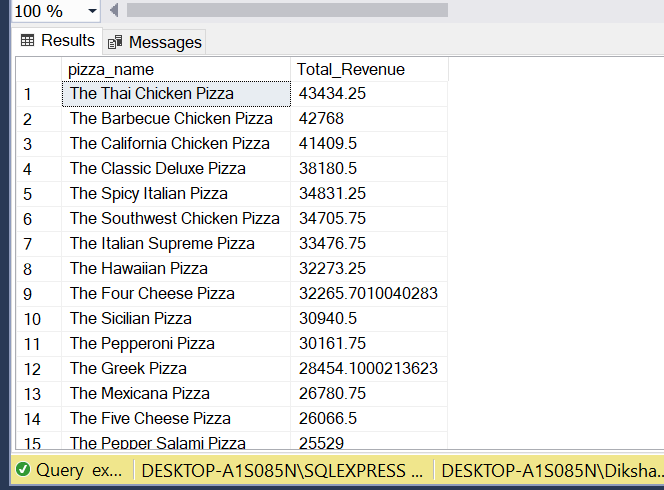 100 %
Results Messages
pizza_name Total_Revenue
1 The Thai Chicken Pizza 43434.25
2 The Barbecue Chicken Pizza 42768
3 The California Chicken Pizza 41409.5
4 The Classic Deluxe Pizza 38180.5
5 The Spicy Italian Pizza 34831.25
6 The Southwest Chicken Pizza 34705.75
7 The Italian Supreme Pizza 33476.75
8 The Hawaiian Pizza 32273.25
9 The Four Cheese Pizza 32265.7010040283
10 The Sicilian Pizza 30940.5
11 The Pepperoni Pizza 30161.75
12 The Greek Pizza 28454.1000213623
13 The Mexicana Pizza 26780.75
14 The Five Cheese Pizza 26066.5
15 The Pepper Salami Pizza 25529
Query ex... DESKTOP-A1S085N\SQLEXPRESS ... DESKTOP-A1S085N\Diksha...